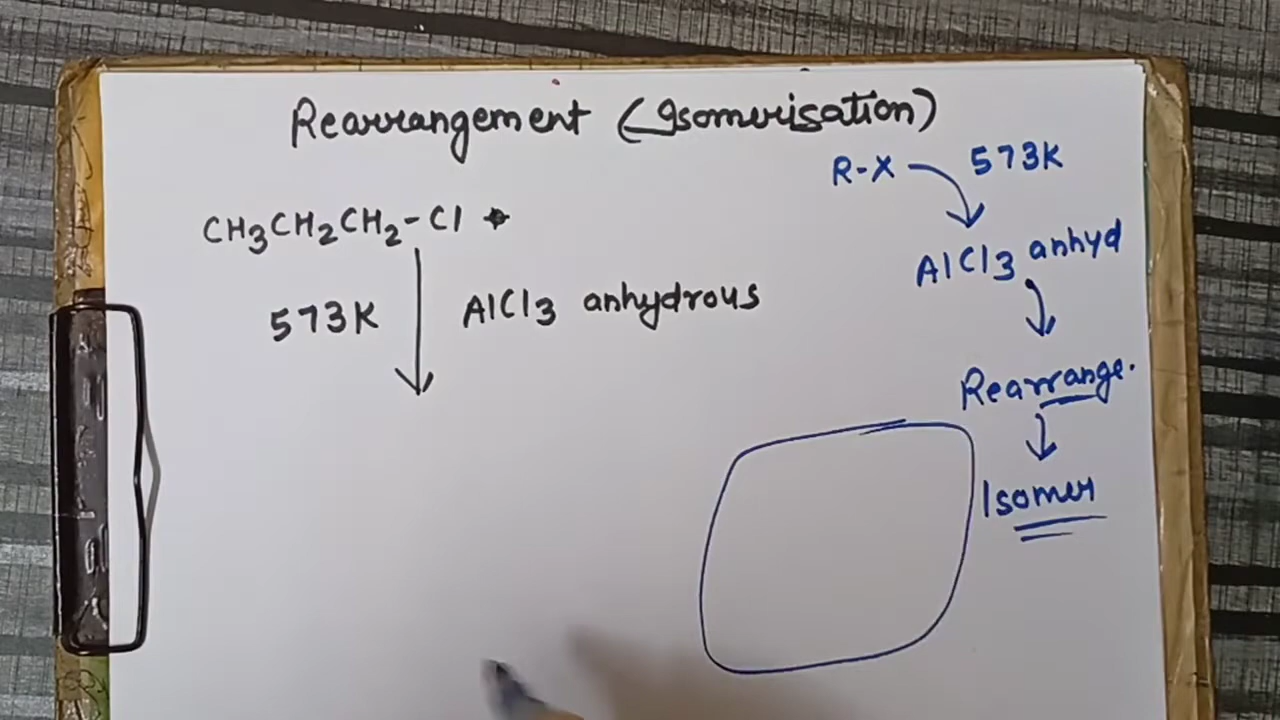 Rearrangement (Isomerisation)
CH3CH2CH2-Cl
573K AlCl3 anhydrous
R-X 573K
AlCl3 anhyd
Rearrange.
Isomer